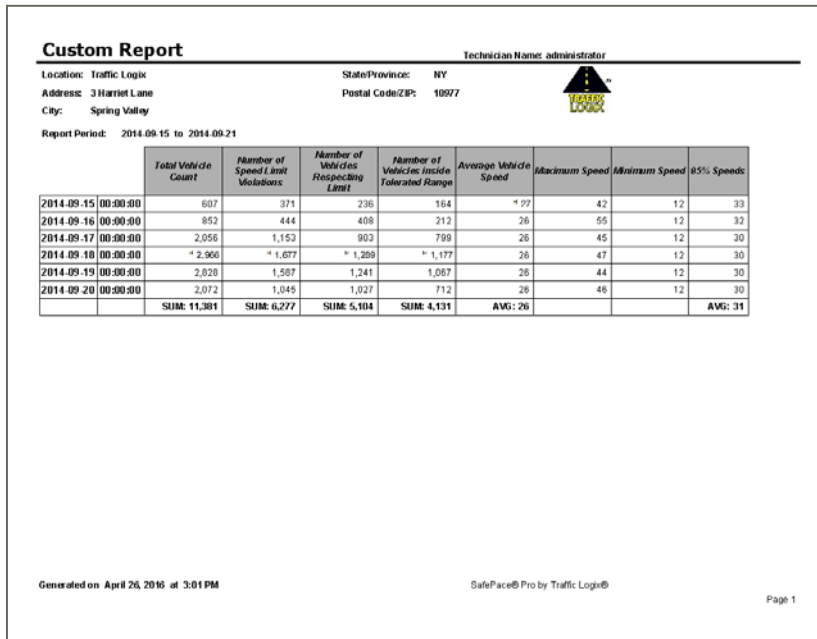 Custom Report
Technician Name: administrator
Location: Traffic Logix State/Province: NY
Address: 3 Harriet Lane Postal Code/ZIP: 10977
City: Spring Valley
TRAFFIC
LOGIX
Report Period: 2014-09-15 to 2014-09-21
Total Vehicle Count Number of Speed Limit Violations Number of Vehicles Respecting Limit Number of Vehicles inside Tolerated Range Average Vehicle Speed Maximum Speed Minimum Speed 85% Speeds
2014-09-15 00:00:00 607 371 236 164 27 42 12 33
2014-09-16 00:00:00 852 444 408 212 26 55 12 32
2014-09-17 00:00:00 2,056 1,153 903 799 26 45 12 30
2014-09-18 00:00:00 2,966 1,677 1,289 1,177 26 47 12 30
2014-09-19 00:00:00 2,828 1,587 1,241 1,067 26 44 12 30
2014-09-20 00:00:00 2,072 1,045 1,027 712 26 46 12 30
SUM: 11,381 SUM: 6,277 SUM: 5,104 SUM: 4,131 AVG: 26 AVG: 31
Generated on April 26, 2016 at 3:01 PM SafePace® Pro by Traffic Logix®
Page 1